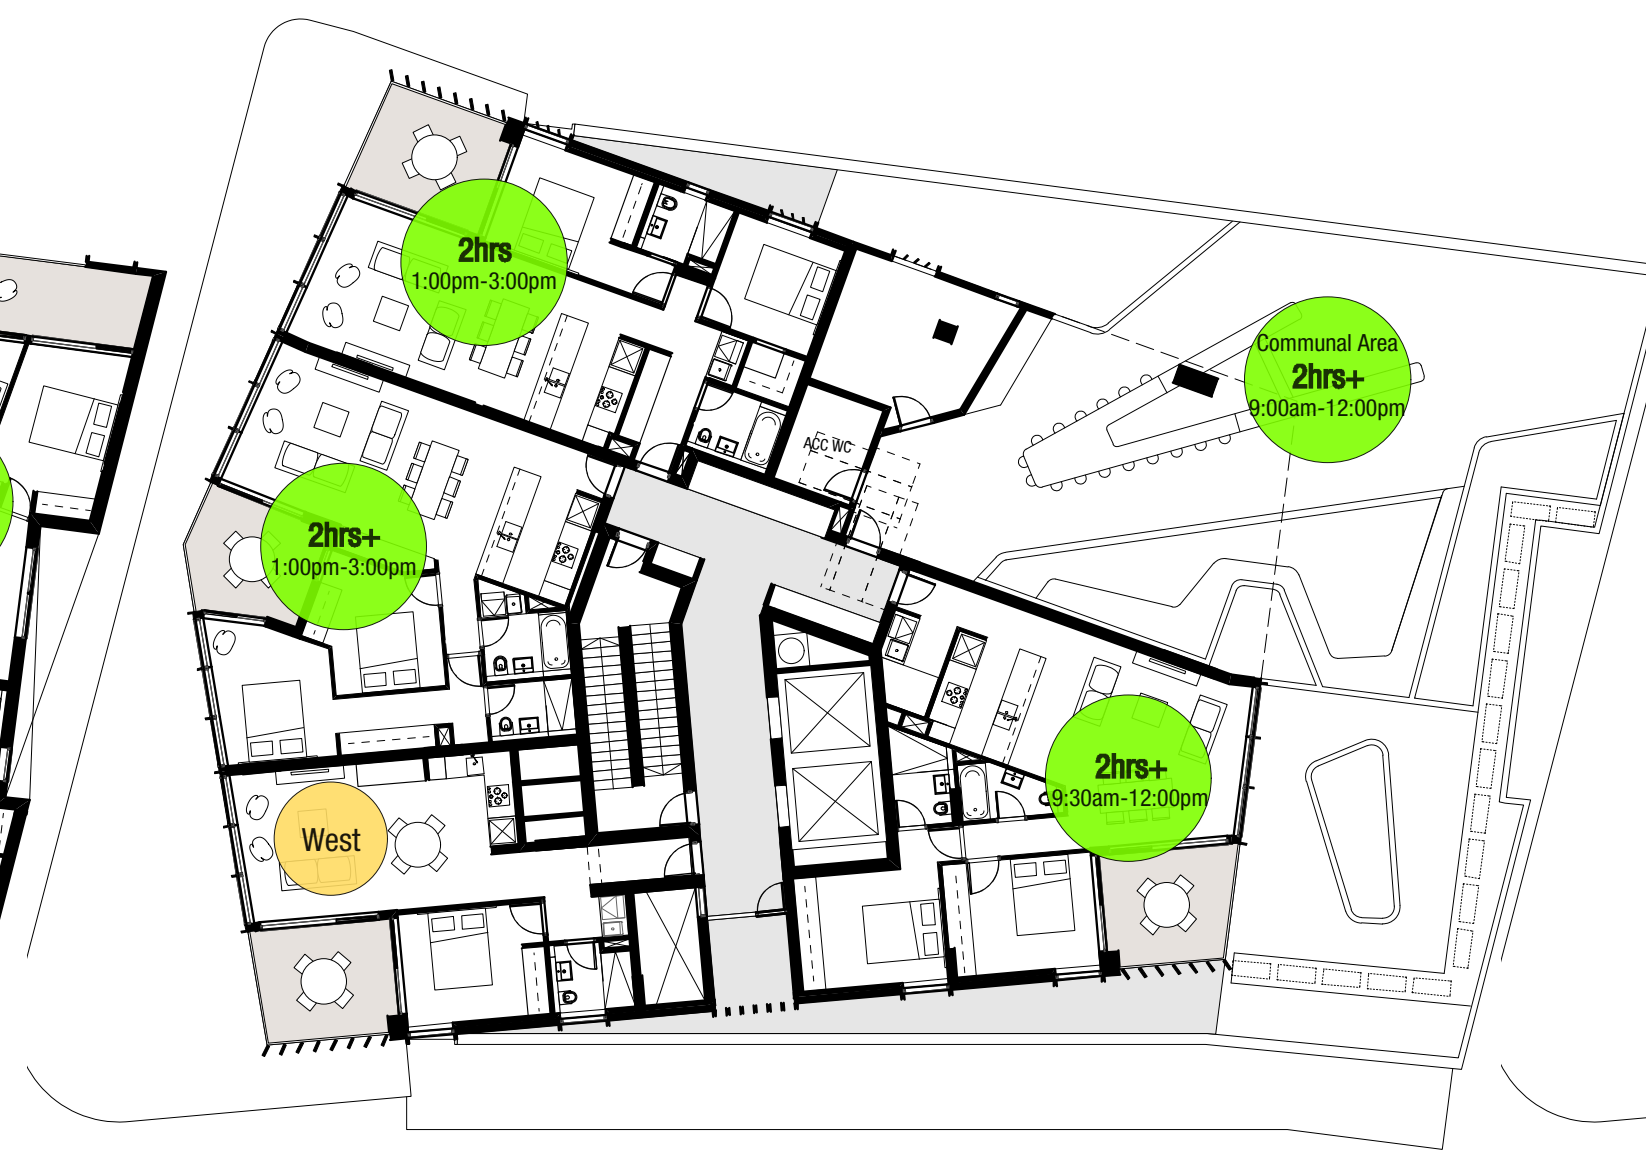 2hrs
1:00pm-3:00pm
Communal Area
2hrs+
9:00am-12:00pm
ACC WC
2hrs+
1:00pm-3:00pm
2hrs+
9:30am-12:00pm
West